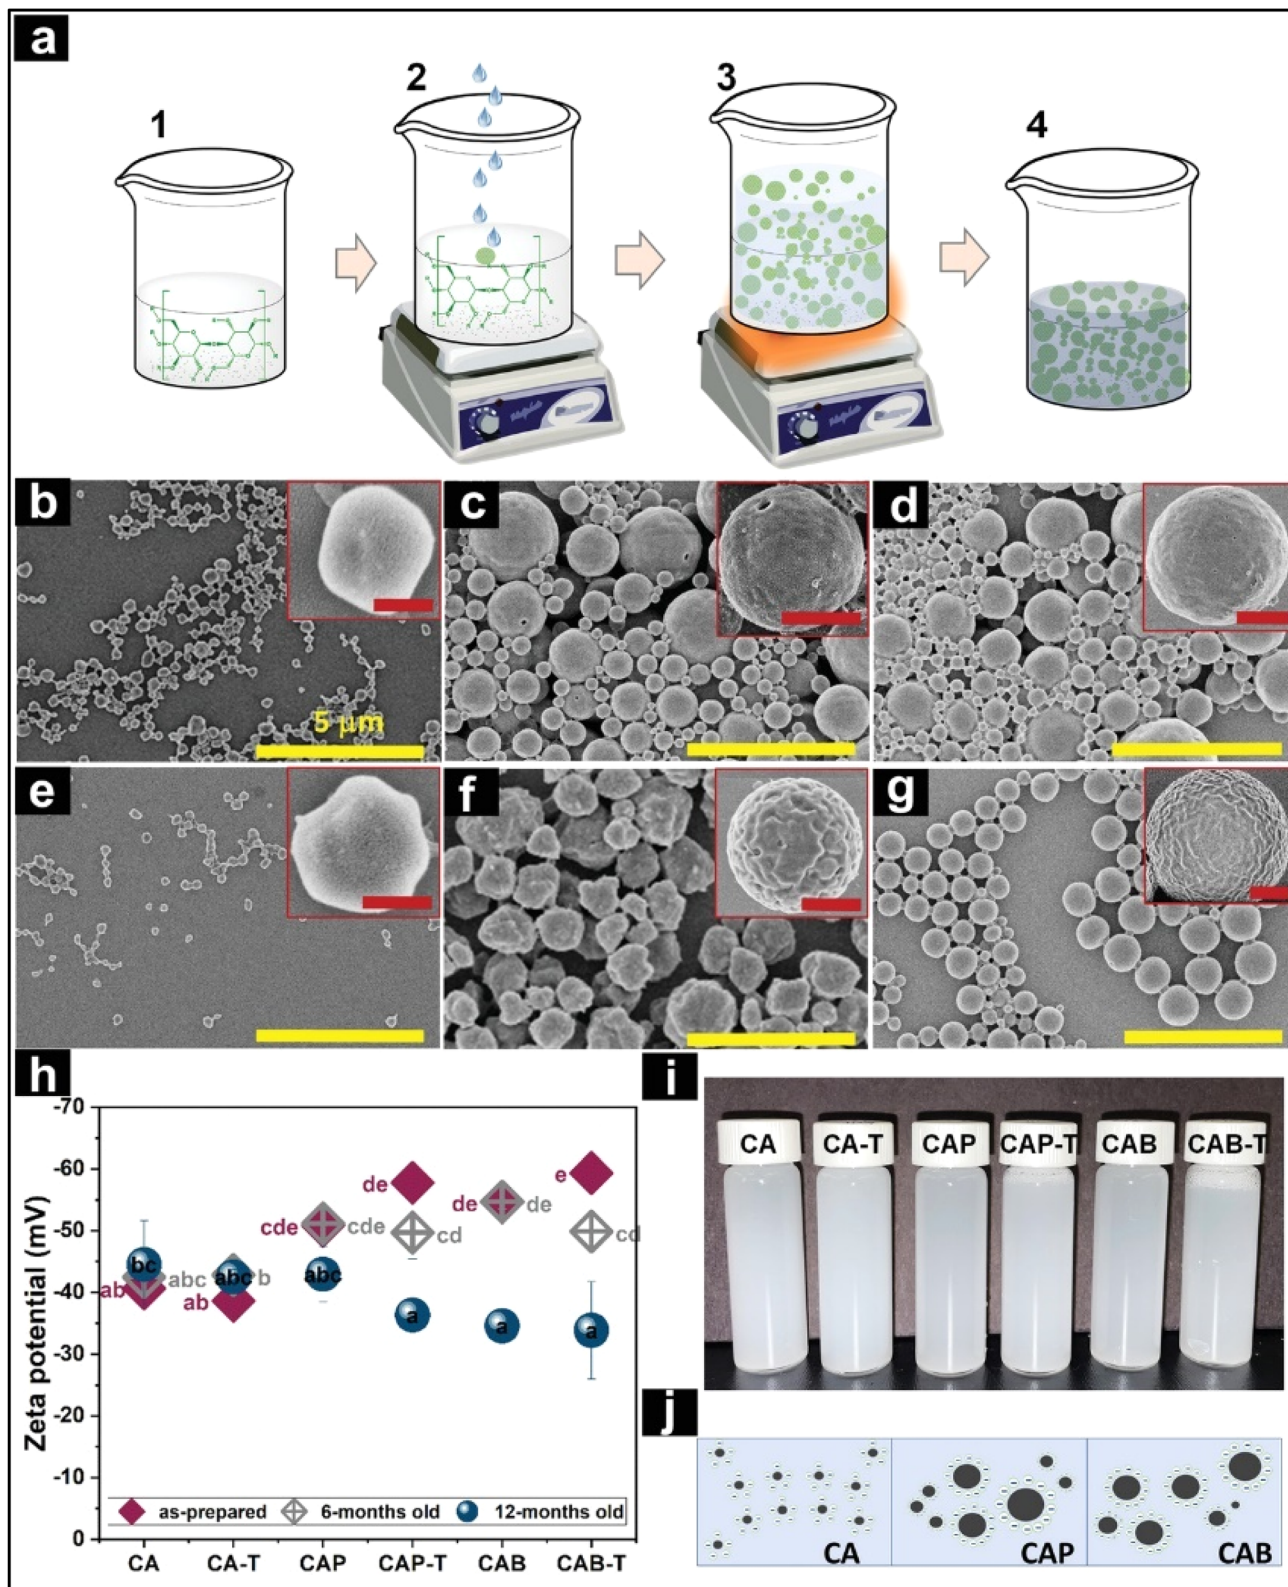 a
1
2
3
4
b
c
d
5 μm
e
f
g
h
Zeta potential (mV)
-70
-60
-50
-40
-30
-20
-10
0
bc
ab
abc
ab
abc
b
cde
cde
abc
de
cd
a
de
de
a
e
cd
a
as-prepared
6-months old
12-months old
CA
CA-T
CAP
CAP-T
CAB
CAB-T
i
CA
CA-T
CAP
CAP-T
CAB
CAB-T
j
CA
CAP
CAB